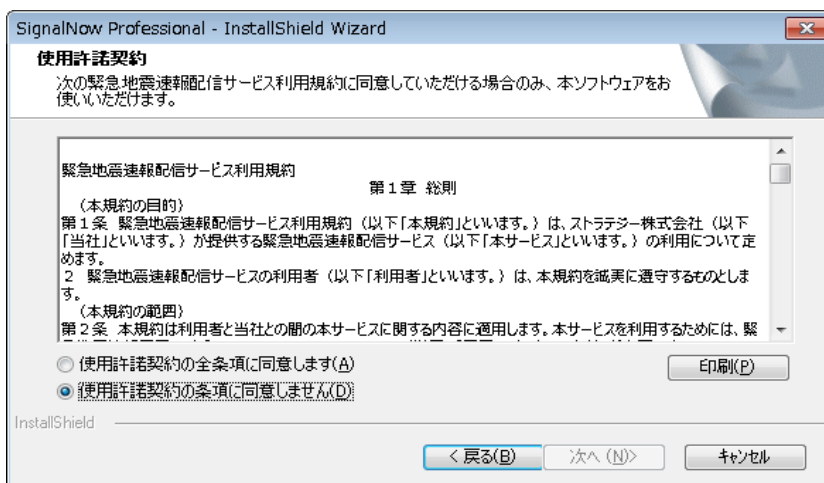 SignalNow Professional - InstallShield Wizard
使用許諾契約
次の緊急地震速報配信サービス利用規約に同意していただける場合のみ、本ソフトウェアをお
使いいただけます。
緊急地震速報配信サービス利用規約
第1章 総則
(本規約の目的)
第1条 緊急地震速報配信サービス利用規約(以下「本規約」といいます。)は、ストラテジー株式会社(以下
「当社」といいます。)が提供する緊急地震速報配信サービス(以下「本サービス」といいます。)の利用について定
めます。
2 緊急地震速報配信サービスの利用者(以下「利用者」といいます。)は、本規約を誠実に遵守するものとしま
す。
(本規約の範囲)
第2条 本規約は利用者と当社との間の本サービスに関する内容に適用します。本サービスを利用するためには、緊
使用許諾契約の全条項に同意します(A)
印刷(P)
使用許諾契約の条項に同意しません(D)
InstallShield
< 戻る(B)
次へ (N)>
キャンセル